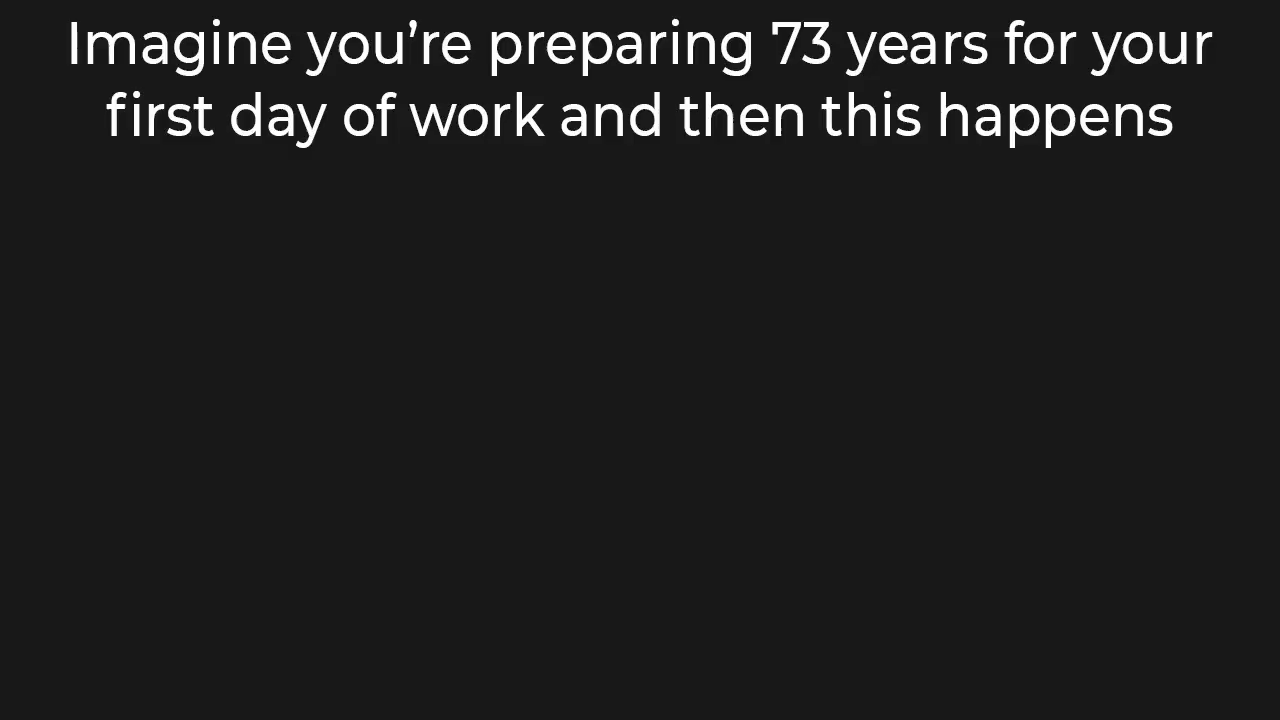 Imagine you’re preparing 73 years for your
first day of work and then this happens